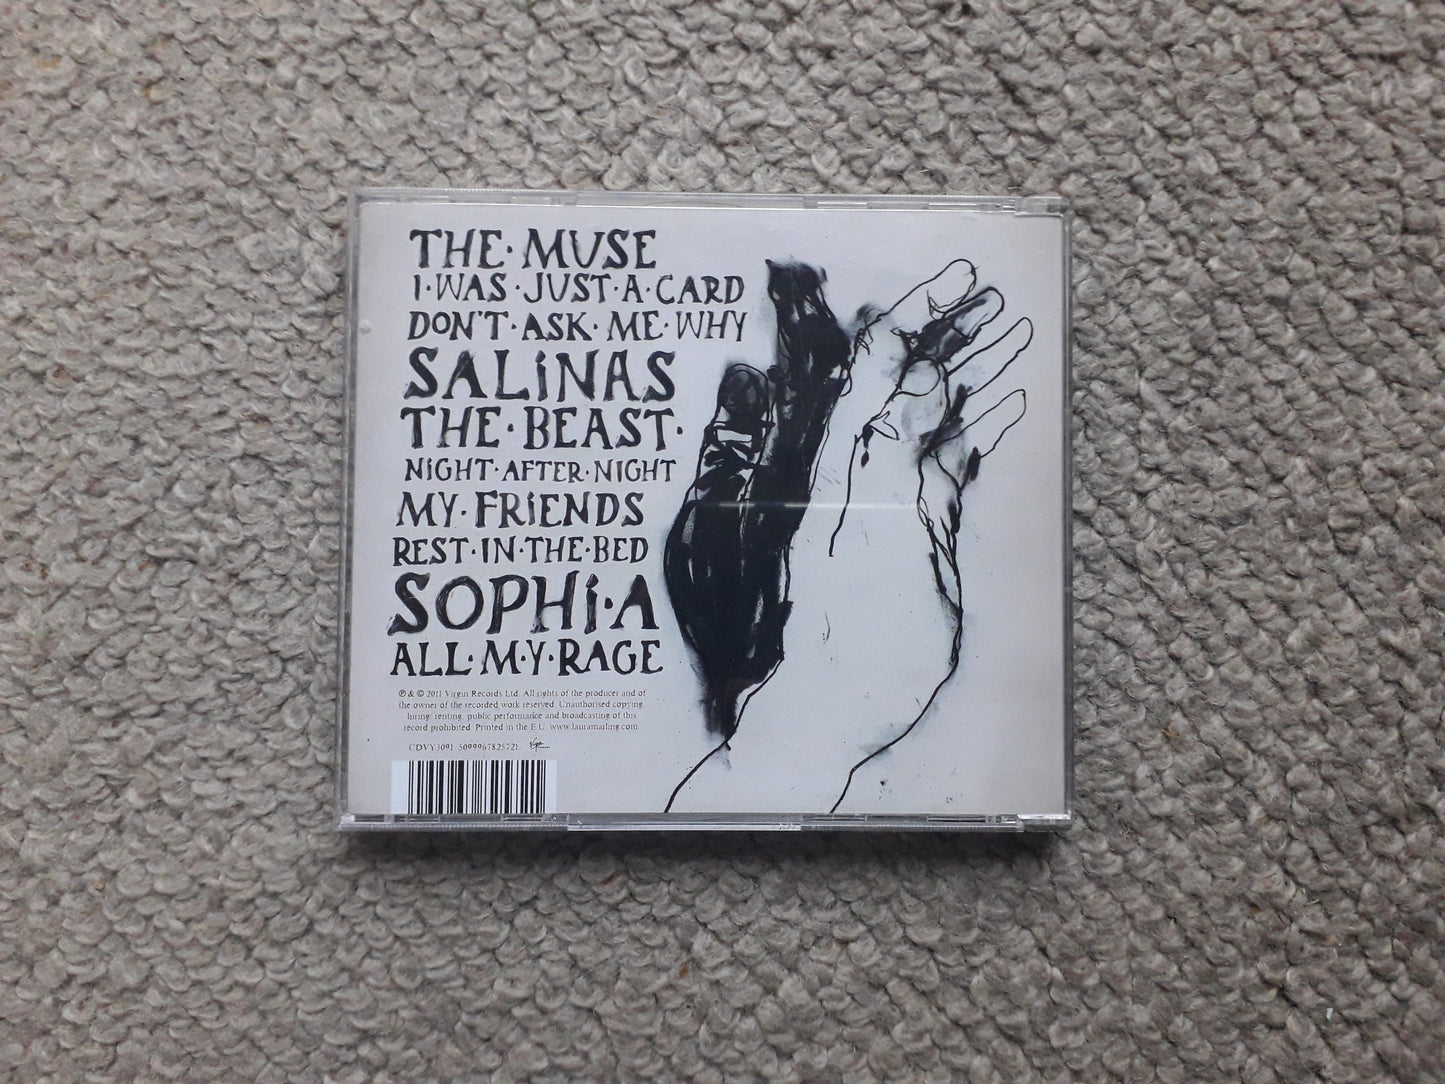 THE·MUSE
I·WAS·JUST·A·CARD
DON'T·ASK·ME·WHY
SALiNAS
THE·BEAST·
NiGHT·AFTER·NIGHT
MY·FRiENDS
REST·IN·THE·BED
SOPHi·A
ALL·M·Y·RAGE
℗ & © 2011 Virgin Records Ltd. All rights of the producer and of
the owner of the recorded work reserved. Unauthorised copying,
hiring, renting, public performance and broadcasting of this
record prohibited. Printed in the E.U. www.lauramarling.com
CDVY3091 5099967825721 Virgin